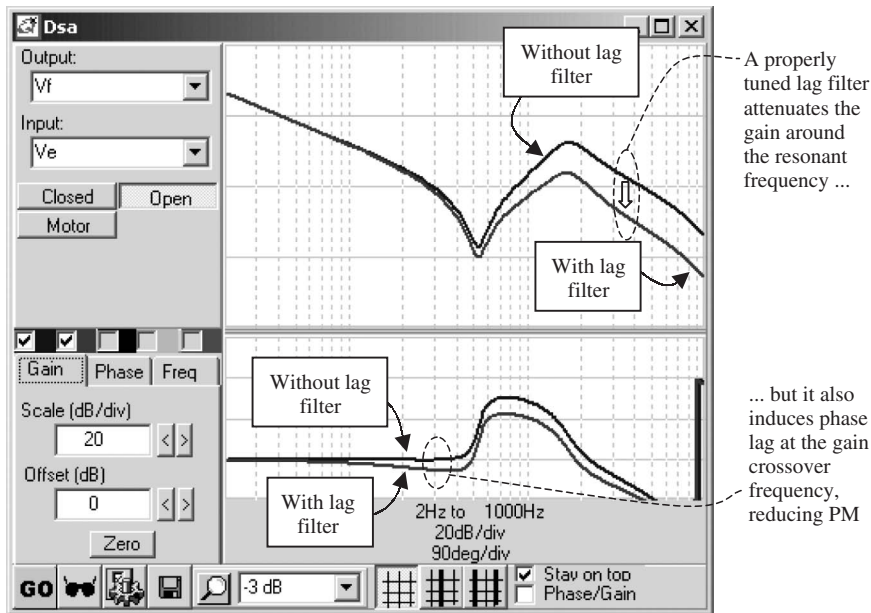 Dsa
Output:
Vf
Input:
Ve
Closed
Open
Motor
Gain
Phase
Freq
Scale (dB/div)
20
< >
Offset (dB)
0
< >
Zero
Without lag
filter
With lag
filter
A properly
tuned lag filter
attenuates the
gain around
the resonant
frequency ...
Without lag
filter
With lag
filter
... but it also
induces phase
lag at the gain
crossover
frequency,
reducing PM
2Hz to 1000Hz
20dB/div
90deg/div
GO
-3 dB
Stay on top
Phase/Gain